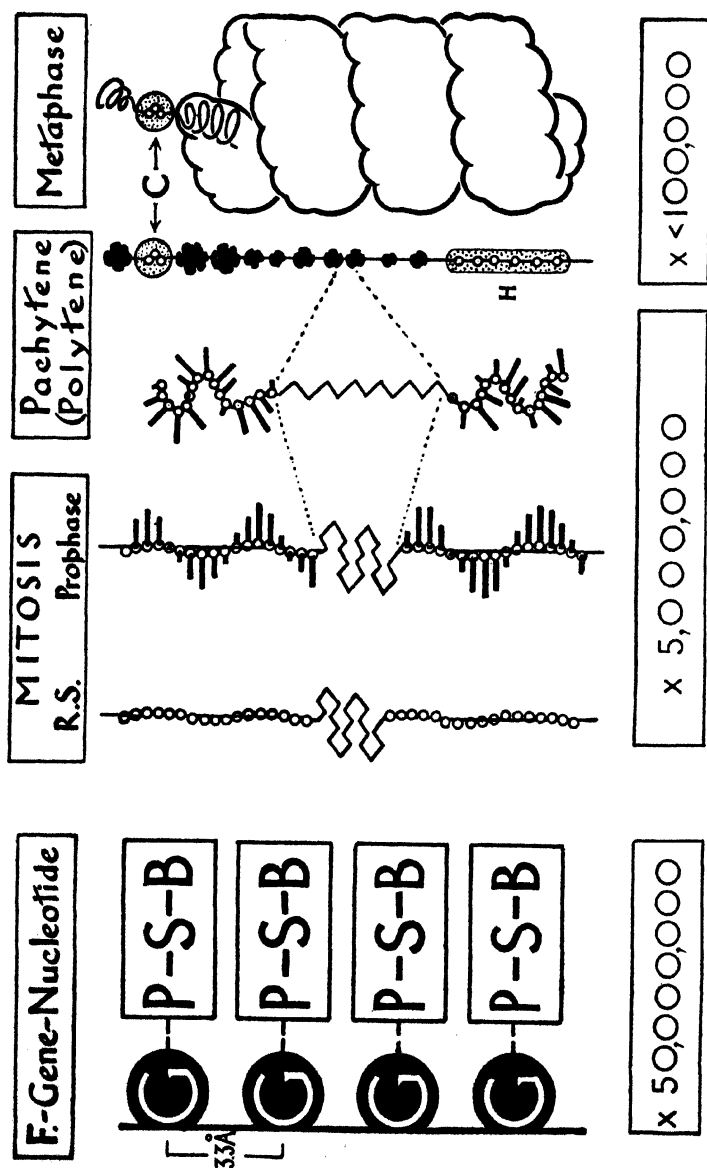 F.-Gene-Nucleotide
MITOSIS
R.S. Prophase
Pachytene
(Polytene)
Metaphase
3.3Å
G P-S-B
G P-S-B
G P-S-B
G P-S-B
C
H
x 50,000,000
x 5,000,000
x <100,000